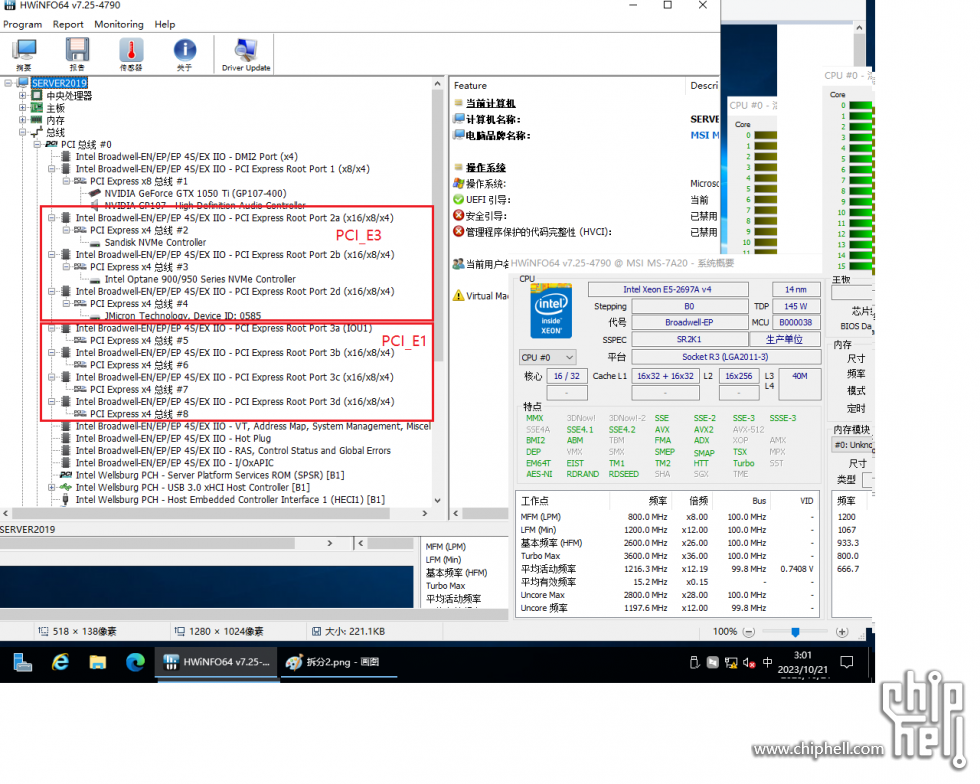 HWiNFO64 v7.25-4790
Program Report Monitoring Help
摘要 报告 传感器 关于 Driver Update
SERVER2019
中央处理器
主板
内存
总线
PCI 总线 #0
Intel Broadwell-EN/EP/EP 4S/EX IIO - DMI2 Port (x4)
Intel Broadwell-EN/EP/EP 4S/EX IIO - PCI Express Root Port 1 (x8/x4)
PCI Express x8 总线 #1
NVIDIA GeForce GTX 1050 Ti (GP107-400)
NVIDIA GP107 - High Definition Audio Controller
Intel Broadwell-EN/EP/EP 4S/EX IIO - PCI Express Root Port 2a (x16/x8/x4)
PCI Express x4 总线 #2
PCI_E3
Sandisk NVMe Controller
Intel Broadwell-EN/EP/EP 4S/EX IIO - PCI Express Root Port 2b (x16/x8/x4)
PCI Express x4 总线 #3
Intel Optane 900/950 Series NVMe Controller
Intel Broadwell-EN/EP/EP 4S/EX IIO - PCI Express Root Port 2d (x16/x8/x4)
PCI Express x4 总线 #4
JMicron Technology, Device ID: 0585
Intel Broadwell-EN/EP/EP 4S/EX IIO - PCI Express Root Port 3a (IOU1)
PCI Express x4 总线 #5
PCI_E1
Intel Broadwell-EN/EP/EP 4S/EX IIO - PCI Express Root Port 3b (x16/x8/x4)
PCI Express x4 总线 #6
Intel Broadwell-EN/EP/EP 4S/EX IIO - PCI Express Root Port 3c (x16/x8/x4)
PCI Express x4 总线 #7
Intel Broadwell-EN/EP/EP 4S/EX IIO - PCI Express Root Port 3d (x16/x8/x4)
PCI Express x4 总线 #8
Intel Broadwell-EN/EP/EP 4S/EX IIO - VT, Address Map, System Management, Miscel
Intel Broadwell-EN/EP/EP 4S/EX IIO - Hot Plug
Intel Broadwell-EN/EP/EP 4S/EX IIO - RAS, Control Status and Global Errors
Intel Broadwell-EN/EP/EP 4S/EX IIO - I/OxAPIC
Intel Wellsburg PCH - Server Platform Services ROM (SPSR) [B1]
Intel Wellsburg PCH - USB 3.0 xHCI Host Controller [B1]
Intel Wellsburg PCH - Host Embedded Controller Interface 1 (HECI1) [B1]
SERVER2019
Feature Descri
当前计算机
计算机名称: SERVE
电脑品牌名称: MSI M
操作系统
操作系统: Microsc
UEFI 引导: 当前
安全引导: 已禁用
管理程序保护的代码完整性 (HVCI): 已禁用
当前用户名
Virtual Ma
CPU #0 -
Core
0
1
2
3
4
5
6
7
8
9
10
CPU #0 -
Core
0
1
2
3
4
5
6
7
8
9
10
11
12
13
14
15
HWiNFO64 v7.25-4790 @ MSI MS-7A20 - 系统概要
CPU
intel inside XEON
Intel Xeon E5-2697A v4 14 nm
Stepping B0 TDP 145 W
代号 Broadwell-EP MCU B000038
SSPEC SR2K1 生产单位
CPU #0 平台 Socket R3 (LGA2011-3)
核心 16 / 32 Cache L1 16x32 + 16x32 L2 16x256 L3 40M
- - - L4
特点
MMX 3DNow! 3DNow!-2 SSE SSE-2 SSE-3 SSSE-3
SSE4A SSE4.1 SSE4.2 AVX AVX2 AVX-512
BMI2 ABM TBM FMA ADX XOP AMX
DEP VMX SMX SMEP SMAP TSX MPX
EM64T EIST TM1 TM2 HTT Turbo SST
AES-NI RDRAND RDSEED SHA SGX TME
工作点 频率 倍频 Bus VID
MFM (LPM) 800.0 MHz x8.00 100.0 MHz -
LFM (Min) 1200.0 MHz x12.00 100.0 MHz -
基本频率 (HFM) 2600.0 MHz x26.00 100.0 MHz -
Turbo Max 3600.0 MHz x36.00 100.0 MHz -
平均活动频率 1216.3 MHz x12.19 99.8 MHz 0.7408 V
平均有效频率 15.2 MHz x0.15 - -
Uncore Max 2800.0 MHz x28.00 100.0 MHz -
Uncore 频率 1197.6 MHz x12.00 99.8 MHz -
主板
芯片
BIOS Da
内存
尺寸
频率
模式
定时
内存模块
#0: Unkno
尺寸
类型
频率
1200
1067
933.3
800.0
666.7
MFM (LPM)
LFM (Min)
基本频率 (HFM)
Turbo Max
平均活动频率
518 × 138像素 1280 × 1024像素 大小: 221.1KB 100%
HWiNFO64 v7.25-... 拆分2.png - 画图
中 3:01
2023/10/21
chip hell
www.chiphell.com